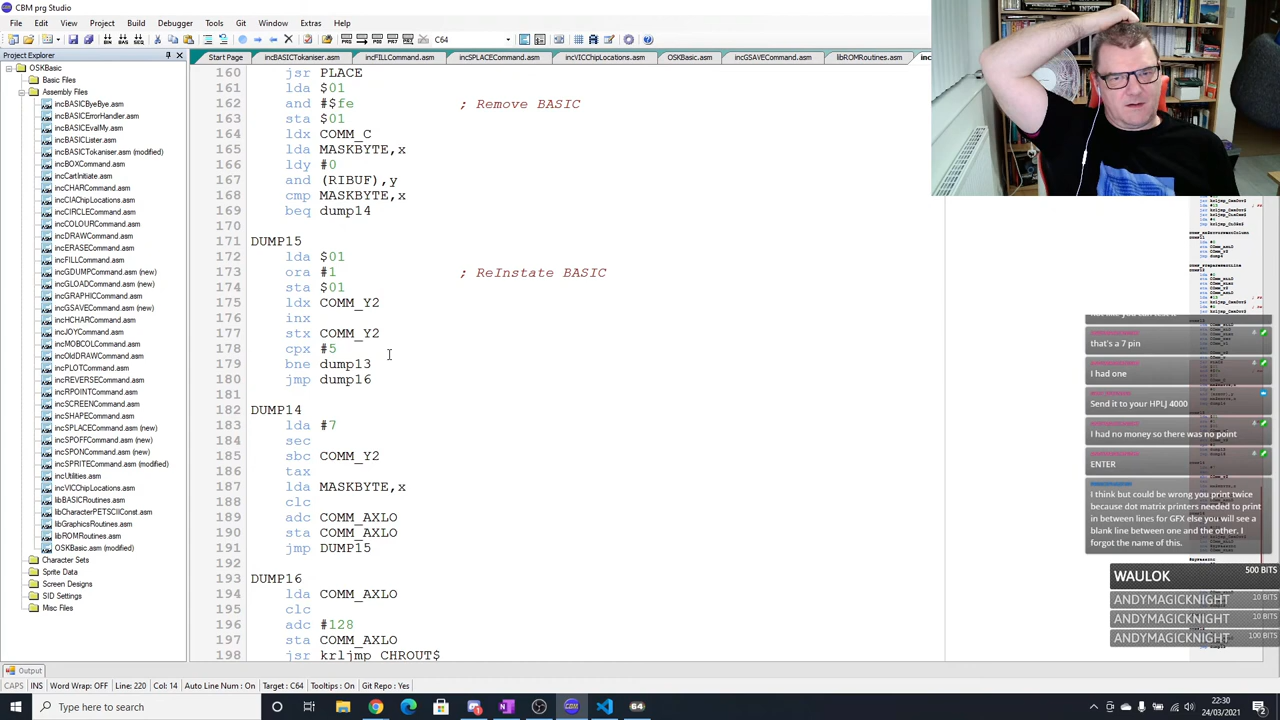 CBM prg Studio
File Edit View Project Build Debugger Tools Git Window Extras Help
C64
Project Explorer
Start Page incBASICTokaniser.asm incFILLCommand.asm incSPLACECommand.asm incVICChipLocations.asm OSKBasic.asm incGSAVECommand.asm libROMRoutines.asm
OSKBasic
Basic Files
Assembly Files
incBASICByeBye.asm
incBASICErrorHandler.asm
incBASICEvalMy.asm
incBASICLister.asm
incBASICTokaniser.asm (modified)
incBOXCommand.asm
incCartInitiate.asm
incCHARCommand.asm
incCIAChipLocations.asm
incCIRCLECommand.asm
incCOLOURCommand.asm
incDRAWCommand.asm
incERASECommand.asm
incFILLCommand.asm
incGDUMPCommand.asm (new)
incGLOADCommand.asm (new)
incGRAPHICCommand.asm
incGSAVECommand.asm (new)
incHCHARCommand.asm
incJOYCommand.asm
incMOBCOLCommand.asm
incOldDRAWCommand.asm
incPLOTCommand.asm
incREVERSECommand.asm
incRPOINTCommand.asm
incSCREENCommand.asm
incSHAPECommand.asm
incSPLACECommand.asm (new)
incSPOFFCommand.asm (new)
incSPONCommand.asm (new)
incSPRITECommand.asm (modified)
incUtilities.asm
incVICChipLocations.asm
libBASICRoutines.asm
libCharacterPETSCIIConst.asm
libGraphicsRoutines.asm
libROMRoutines.asm
OSKBasic.asm (modified)
Character Sets
Sprite Data
Screen Designs
SID Settings
Misc Files
160 jsr PLACE
161 lda $01
162 and #$fe ; Remove BASIC
163 sta $01
164 ldx COMM_C
165 lda MASKBYTE,x
166 ldy #0
167 and (RIBUF),y
168 cmp MASKBYTE,x
169 beq dump14
170
171 DUMP15
172 lda $01
173 ora #1 ; ReInstate BASIC
174 sta $01
175 ldx COMM_Y2
176 inx
177 stx COMM_Y2
178 cpx #5
179 bne dump13
180 jmp dump16
181
182 DUMP14
183 lda #7
184 sec
185 sbc COMM_Y2
186 tax
187 lda MASKBYTE,x
188 clc
189 adc COMM_AXLO
190 sta COMM_AXLO
191 jmp DUMP15
192
193 DUMP16
194 lda COMM_AXLO
195 clc
196 adc #128
197 sta COMM_AXLO
198 jsr krljmp_CHROUT$
that's a 7 pin
I had one
Send it to your HPLJ 4000
I had no money so there was no point
ENTER
I think but could be wrong you print twice
because dot matrix printers needed to print
in between lines for GFX else you will see a
blank line between one and the other. I
forgot the name of this.
WAULOK 500 BITS
ANDYMAGICKNIGHT 10 BITS
ANDYMAGICKNIGHT 10 BITS
ANDYMAGICKNIGHT 100 BITS
Output
CAPS INS Word Wrap: OFF Line: 220 Col: 14 Auto Line Num : On Target : C64 Tooltips : On Git Repo : Yes
Type here to search
22:30
24/03/2021